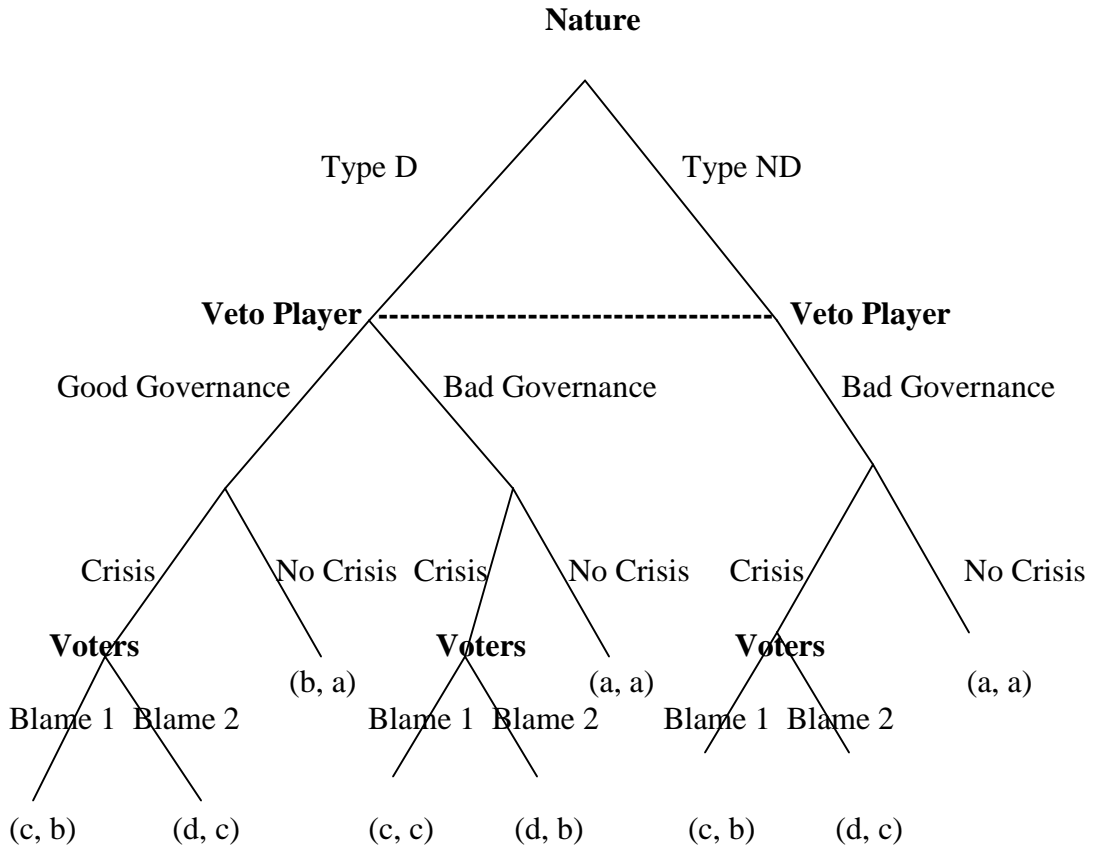 Nature
Type D Type ND
Veto Player Veto Player
Good Governance Bad Governance Bad Governance
Crisis No Crisis Crisis No Crisis Crisis No Crisis
Voters Voters Voters
(b, a) (a, a) (a, a)
Blame 1 Blame 2 Blame 1 Blame 2 Blame 1 Blame 2
(c, b) (d, c) (c, c) (d, b) (c, b) (d, c)